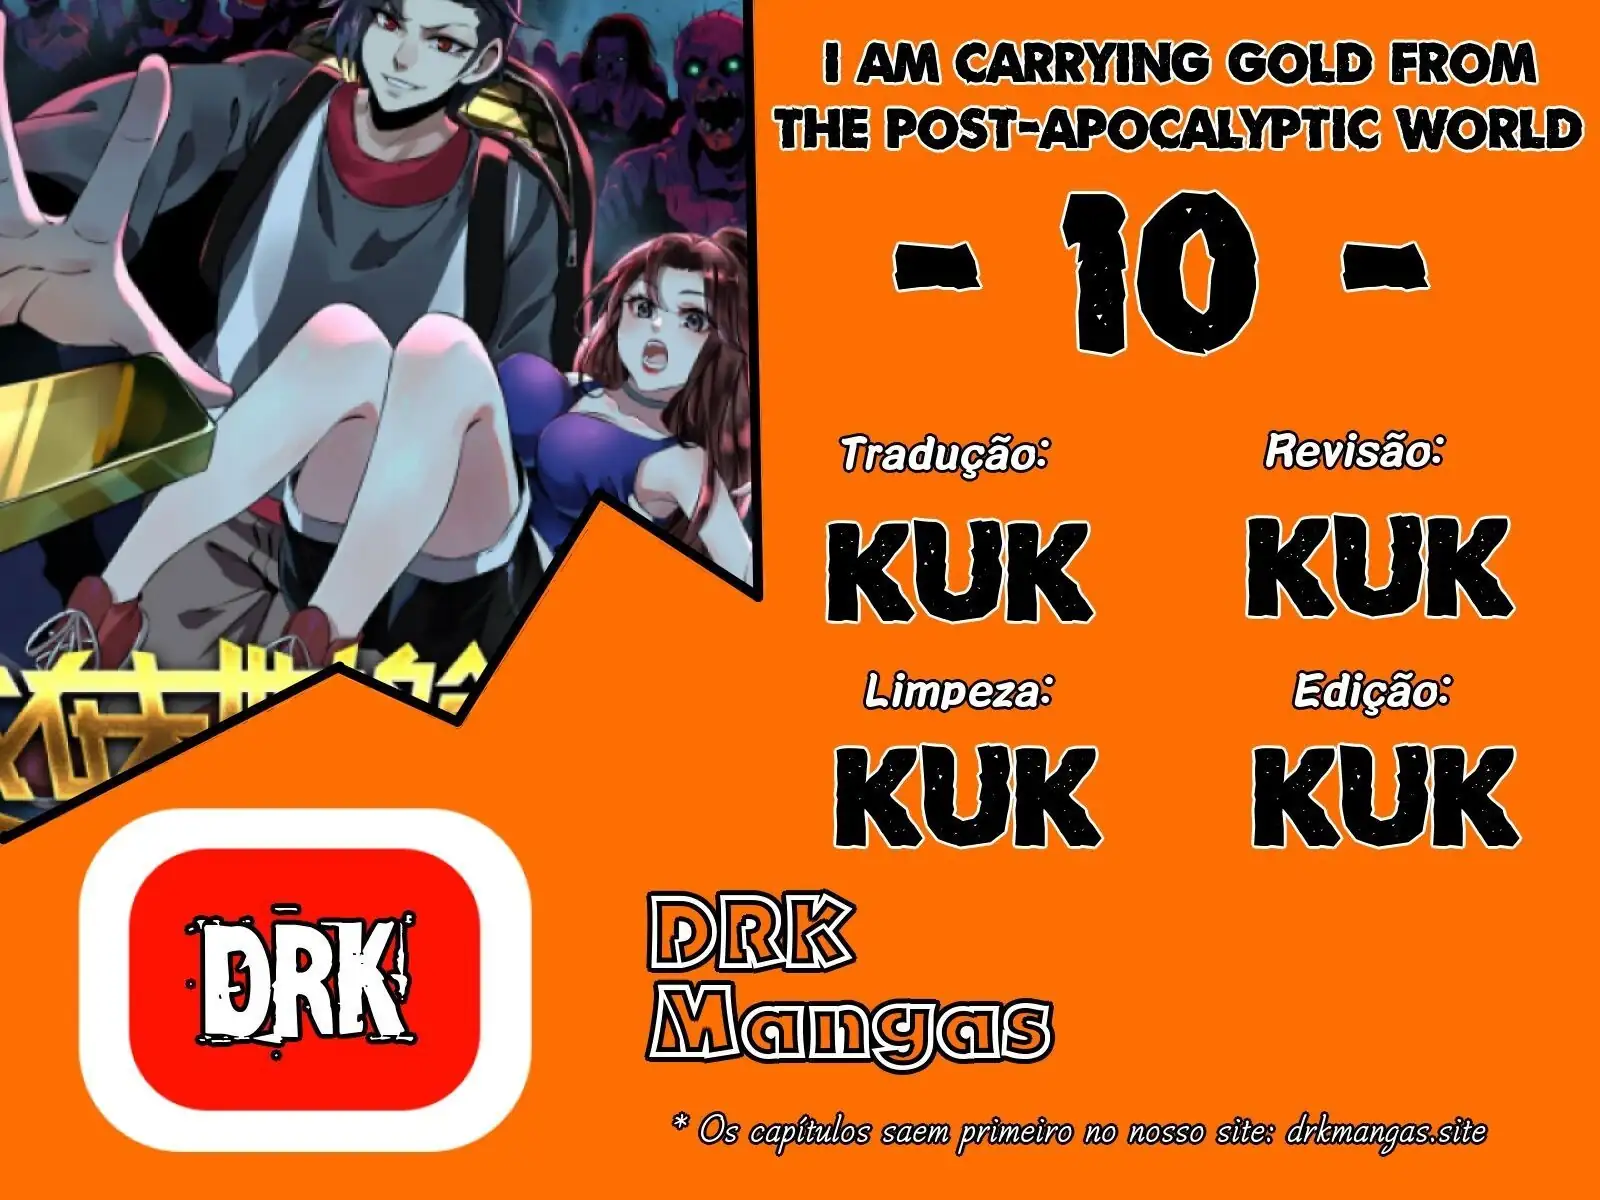 I AM CARRYING GOLD FROM
THE POST-APOCALYPTIC WORLD
- 10 -
Tradução: Revisão:
KUK KUK
Limpeza: Edição:
KUK KUK
DRK
DRK
Mangas
* Os capítulos saem primeiro no nosso site: drkmangas.site